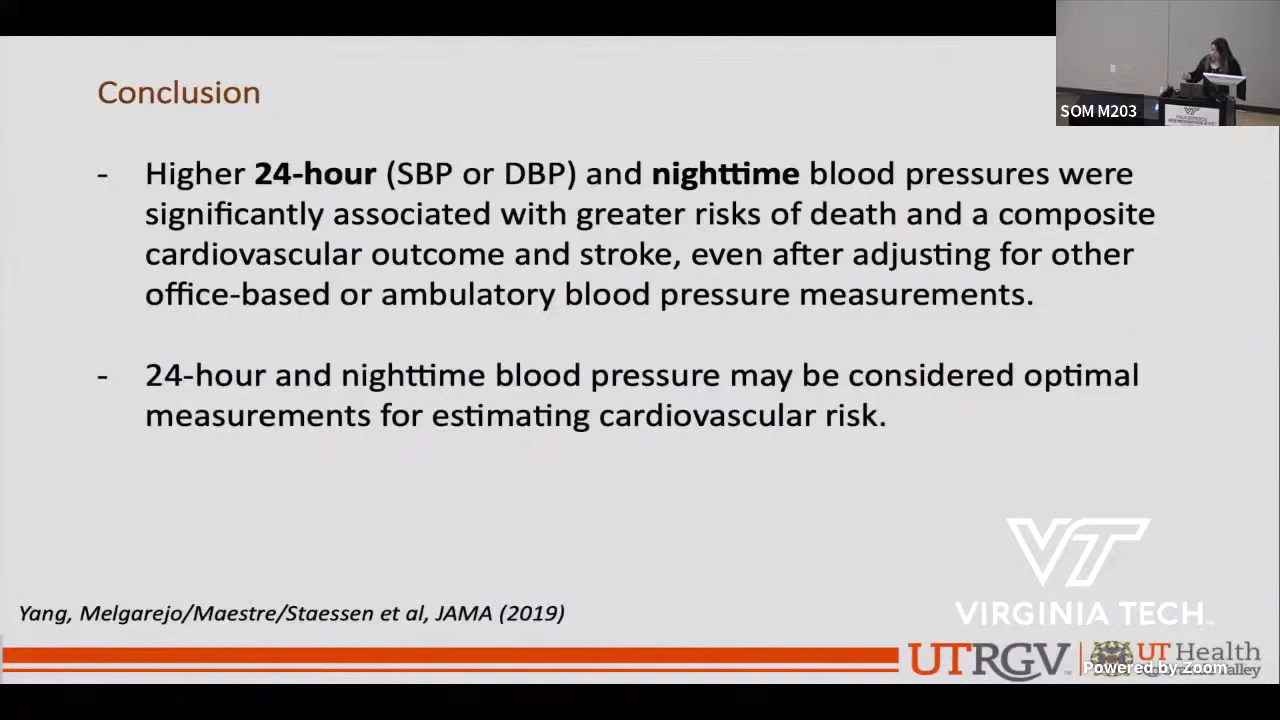 Conclusion
SOM M203
- Higher 24-hour (SBP or DBP) and nighttime blood pressures were
significantly associated with greater risks of death and a composite
cardiovascular outcome and stroke, even after adjusting for other
office-based or ambulatory blood pressure measurements.
- 24-hour and nighttime blood pressure may be considered optimal
measurements for estimating cardiovascular risk.
VT
VIRGINIA TECH
Yang, Melgarejo/Maestre/Staessen et al, JAMA (2019)
UTRGV
UT Health
Powered by Zoom
Valley